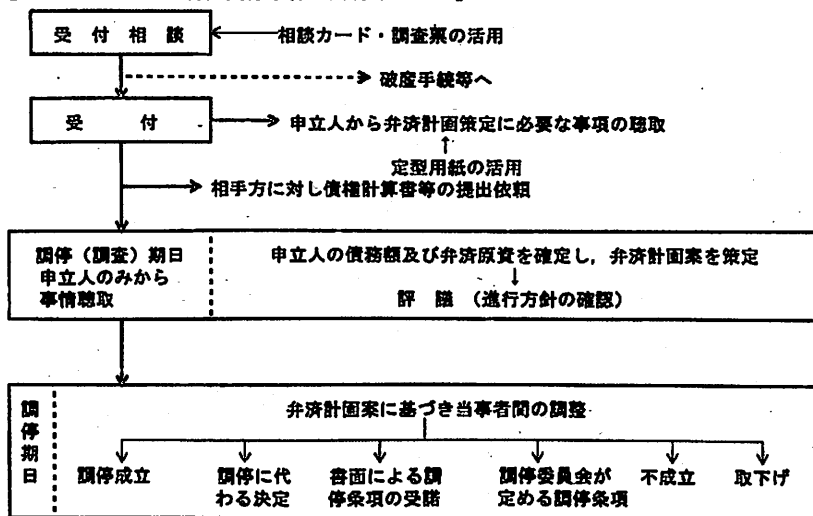 受付相談
相談カード・調査票の活用
破産手続等へ
受付
申立人から弁済計画策定に必要な事項の聴取
定型用紙の活用
相手方に対し債権計算書等の提出依頼
調停（調査）期日
申立人のみから
事情聴取
申立人の債務額及び弁済原資を確定し，弁済計画案を策定
評議（進行方針の確認）
調停期日
弁済計画案に基づき当事者間の調整
調停成立
調停に代
わる決定
書面による調
停条項の受諾
調停委員会が
定める調停条項
不成立
取下げ